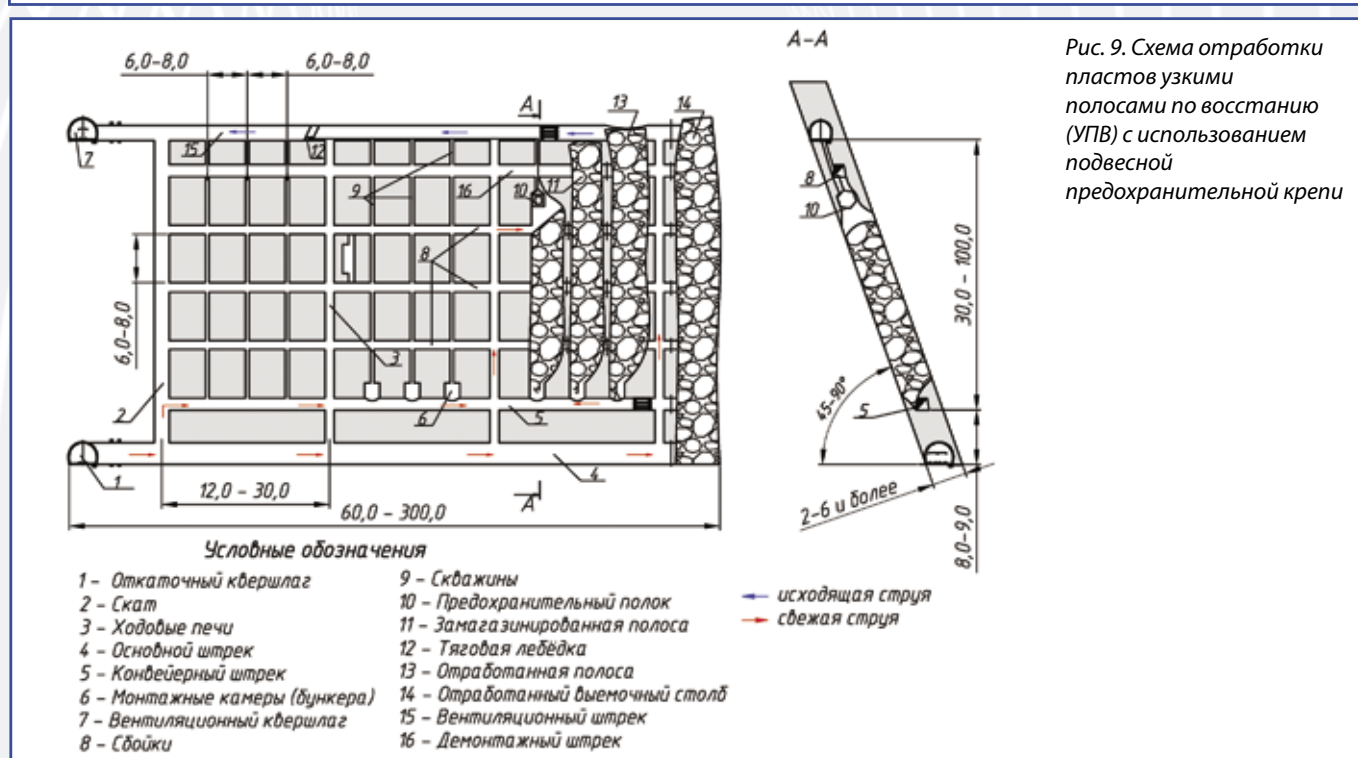 А–А
6,0–8,0
6,0–8,0
А
13
14
7
15
12
9
16
10
11
8
6,0–8,0
3
2
6
5
4
1
12,0 – 30,0
А
60,0 – 300,0
8
10
30,0 – 100,0
45–90°
5
2–6 и более
8,0–9,0
Рис. 9. Схема отработки
пластов узкими
полосами по восстанию
(УПВ) с использованием
подвесной
предохранительной крепи
Условные обозначения
1 – Откаточный квершлаг
2 – Скат
3 – Ходовые печи
4 – Основной штрек
5 – Конвейерный штрек
6 – Монтажные камеры (бункера)
7 – Вентиляционный квершлаг
8 – Сбойки
9 – Скважины
10 – Предохранительный полок
11 – Замагазинированная полоса
12 – Тяговая лебёдка
13 – Отработанная полоса
14 – Отработанный выемочный столб
15 – Вентиляционный штрек
16 – Демонтажный штрек
исходящая струя
свежая струя